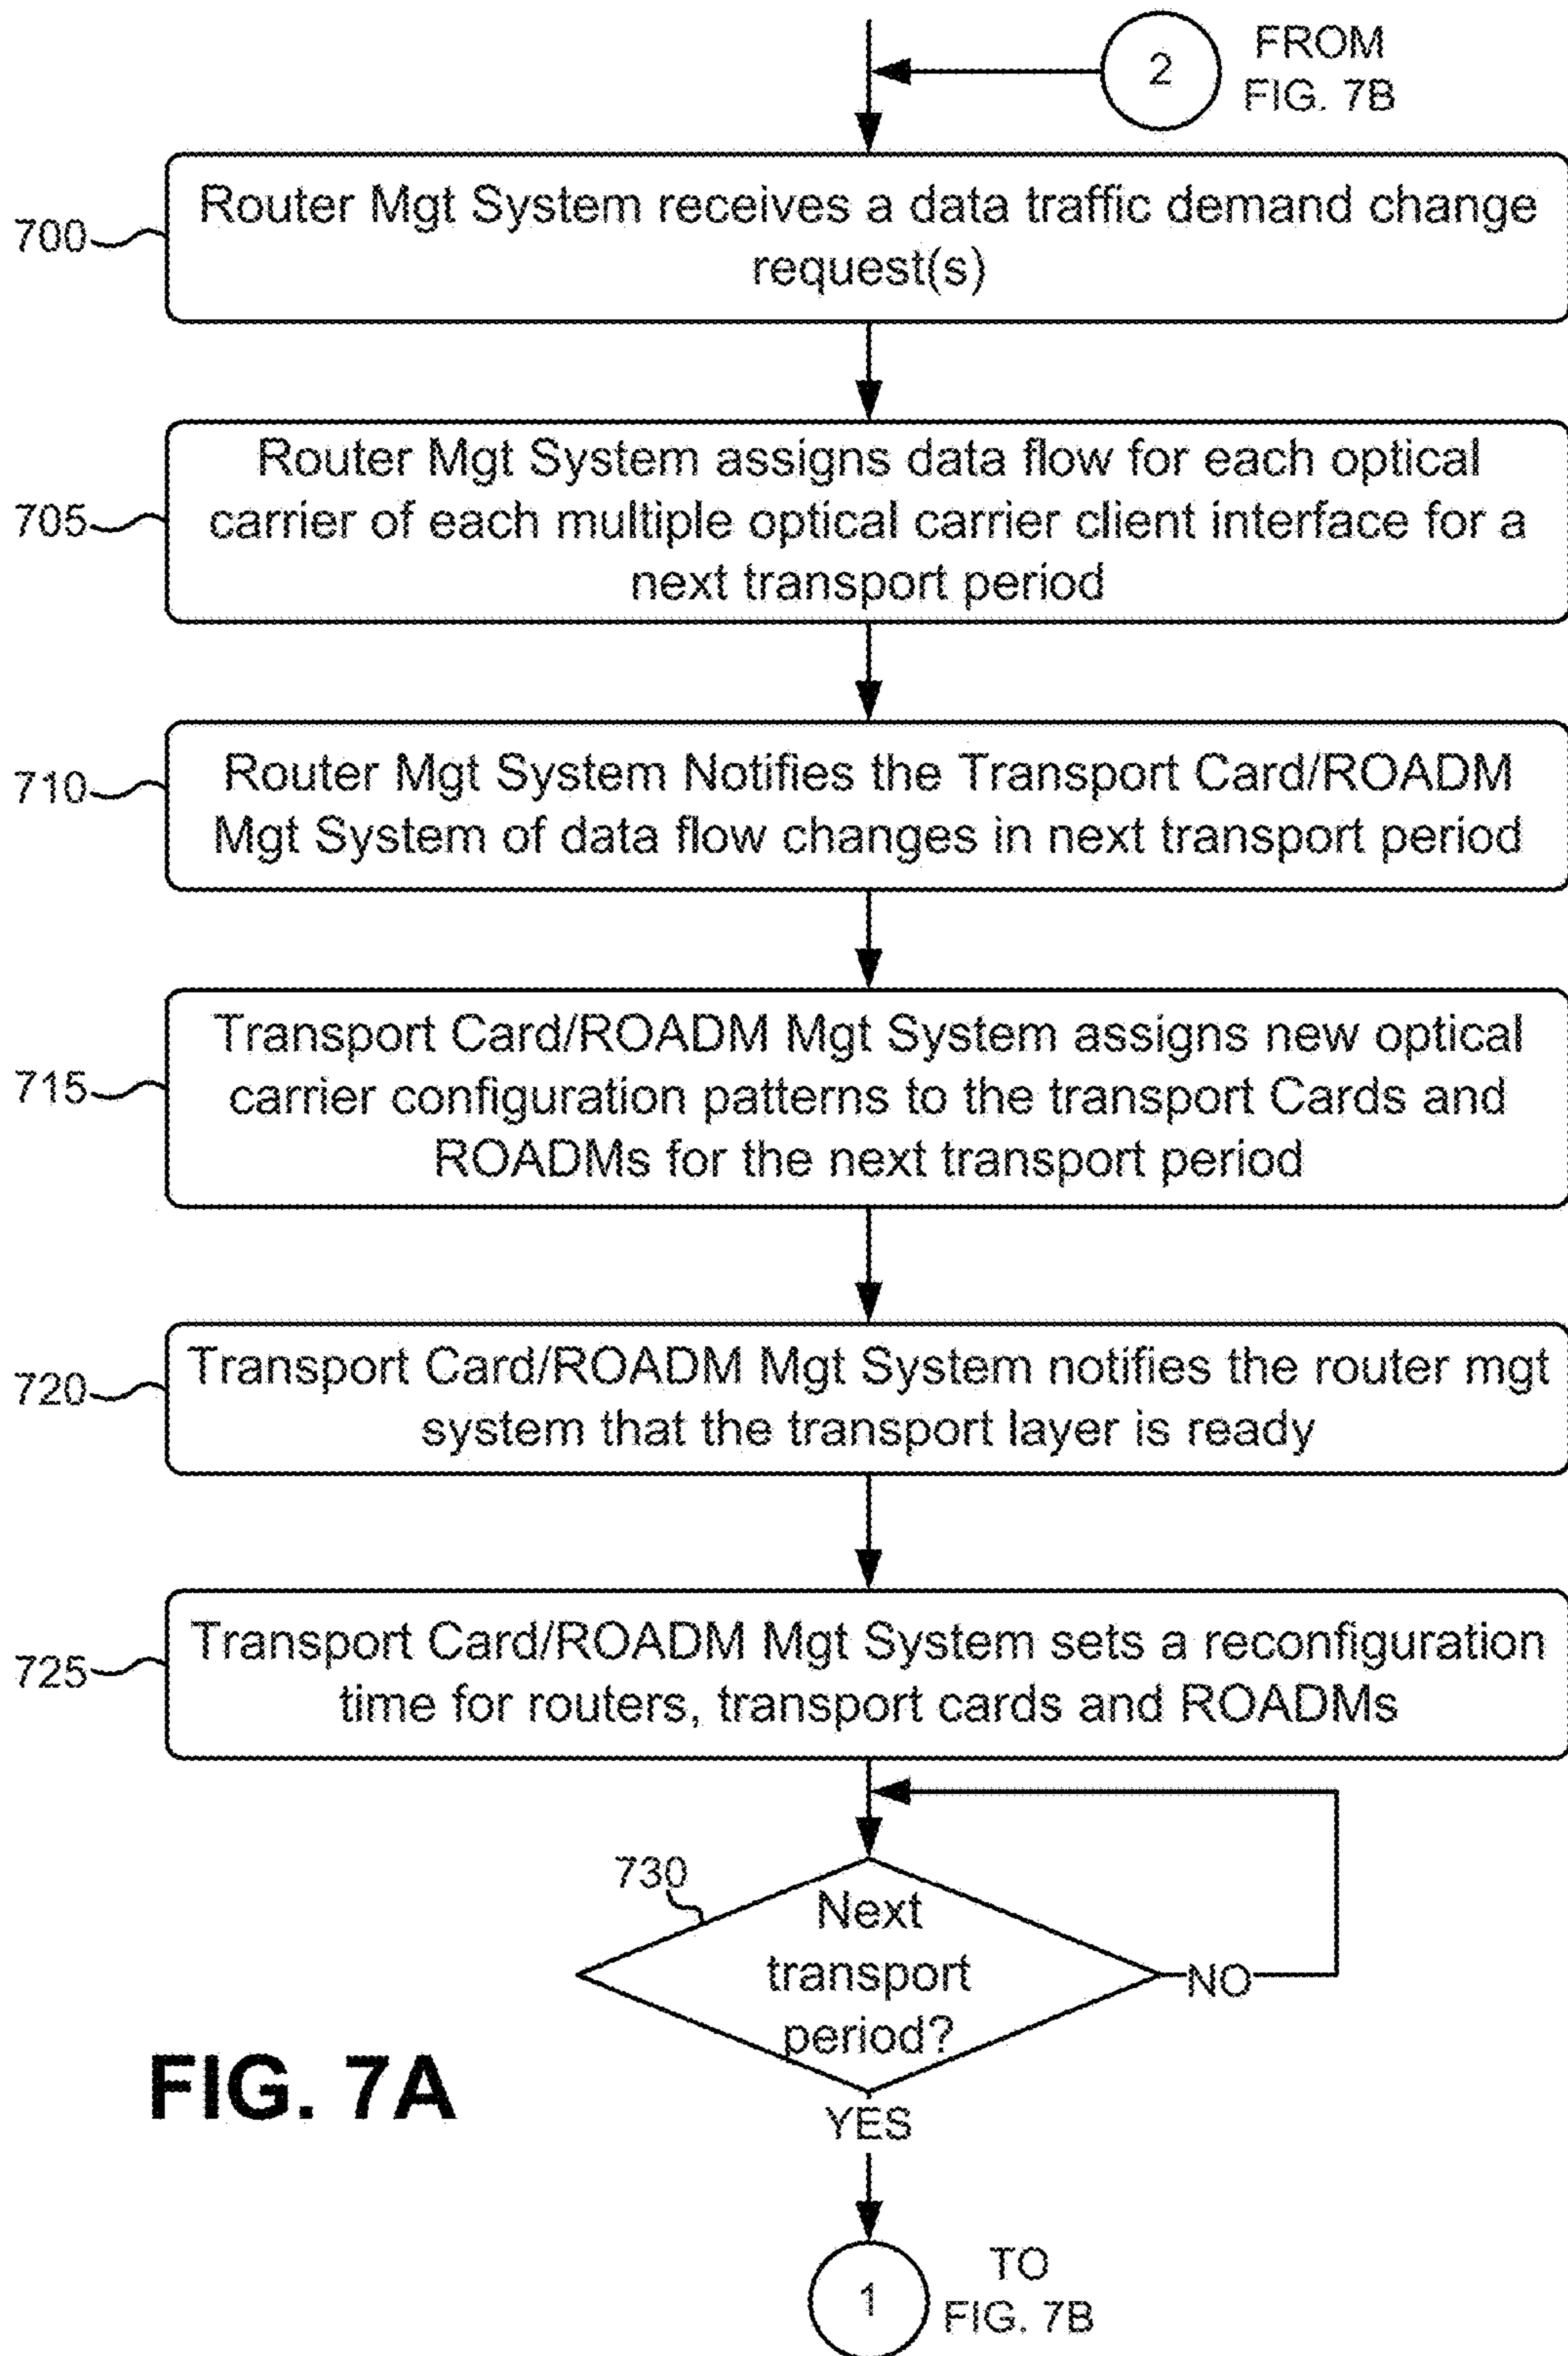 2
FROM
FIG. 7B
700
Router Mgt System receives a data traffic demand change
request(s)
705
Router Mgt System assigns data flow for each optical
carrier of each multiple optical carrier client interface for a
next transport period
710
Router Mgt System Notifies the Transport Card/ROADM
Mgt System of data flow changes in next transport period
715
Transport Card/ROADM Mgt System assigns new optical
carrier configuration patterns to the transport Cards and
ROADMs for the next transport period
720
Transport Card/ROADM Mgt System notifies the router mgt
system that the transport layer is ready
725
Transport Card/ROADM Mgt System sets a reconfiguration
time for routers, transport cards and ROADMs
730
Next
transport
period?
NO
YES
FIG. 7A
1
TO
FIG. 7B